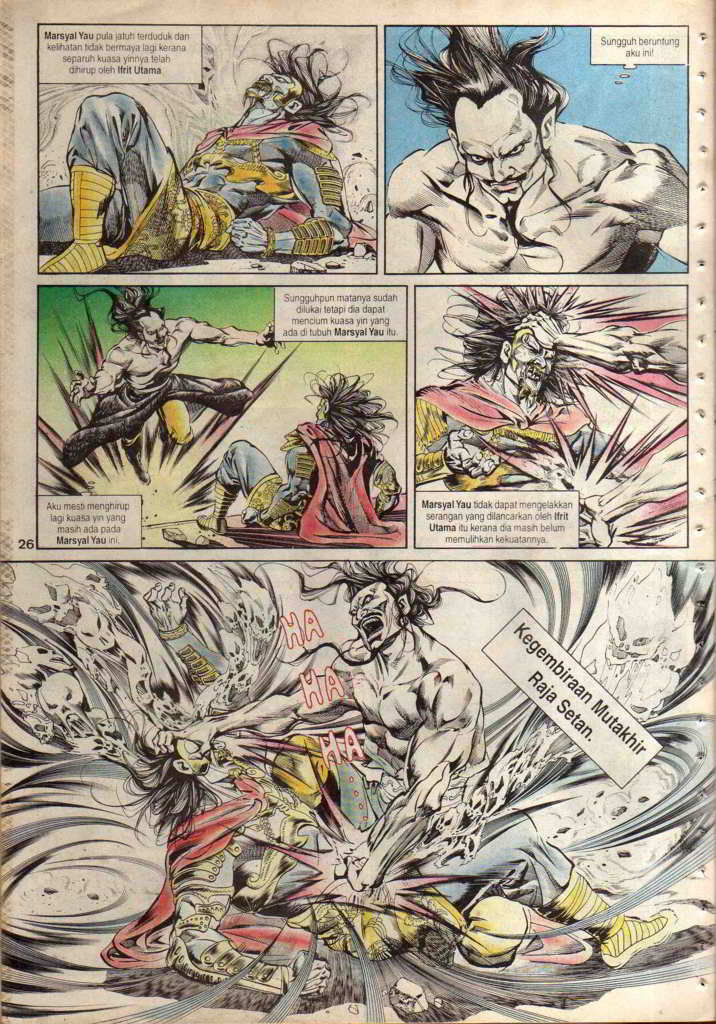 Marsyal Yau pula jatuh terduduk dan
kelihatan tidak bermaya lagi kerana
separuh kuasa yinnya telah
dihirup oleh Ifrit Utama
Sungguh beruntung
aku ini!
Sungguhpun matanya sudah
dilukai tetapi dia dapat
mencium kuasa yin yang
ada di tubuh Marsyal Yau itu.
Aku mesti menghirup
lagi kuasa yin yang
masih ada pada
Marsyal Yau ini.
Marsyal Yau tidak dapat mengelakkan
serangan yang dilancarkan oleh Ifrit
Utama itu kerana dia masih belum
memulihkan kekuatannya.
26
HA
HA
HA
Kegembiraan Mutakhir
Raja Setan.